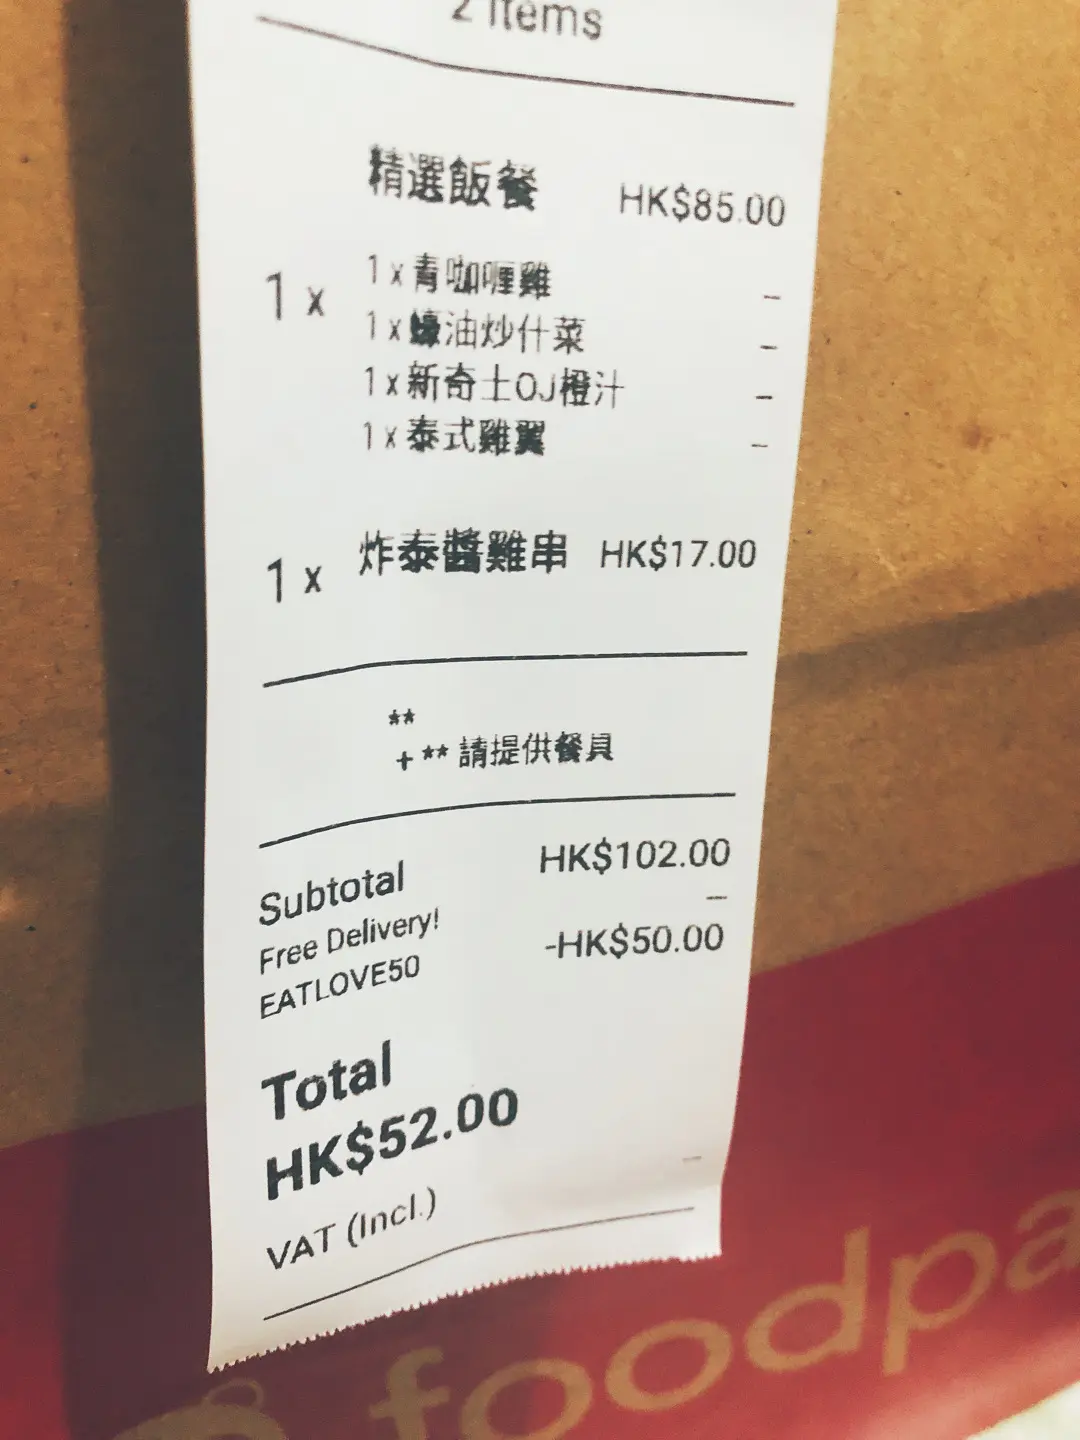 2 Items
精選飯餐 HK$85.00
1 x
1 x 青咖喱雞 –
1 x 蠔油炒什菜 –
1 x 新奇士OJ橙汁 –
1 x 泰式雞翼 –
1 x 炸泰醬雞串 HK$17.00
**
+ ** 請提供餐具
Subtotal HK$102.00
Free Delivery! –
EATLOVE50 -HK$50.00
Total
HK$52.00
VAT (Incl.) –
foodpa